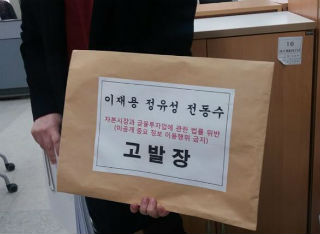 이재용 정유성 전동수
자본시장과 금융투자업에 관한 법률 위반
(미공개 중요 정보 이용행위 금지)
고발장
16